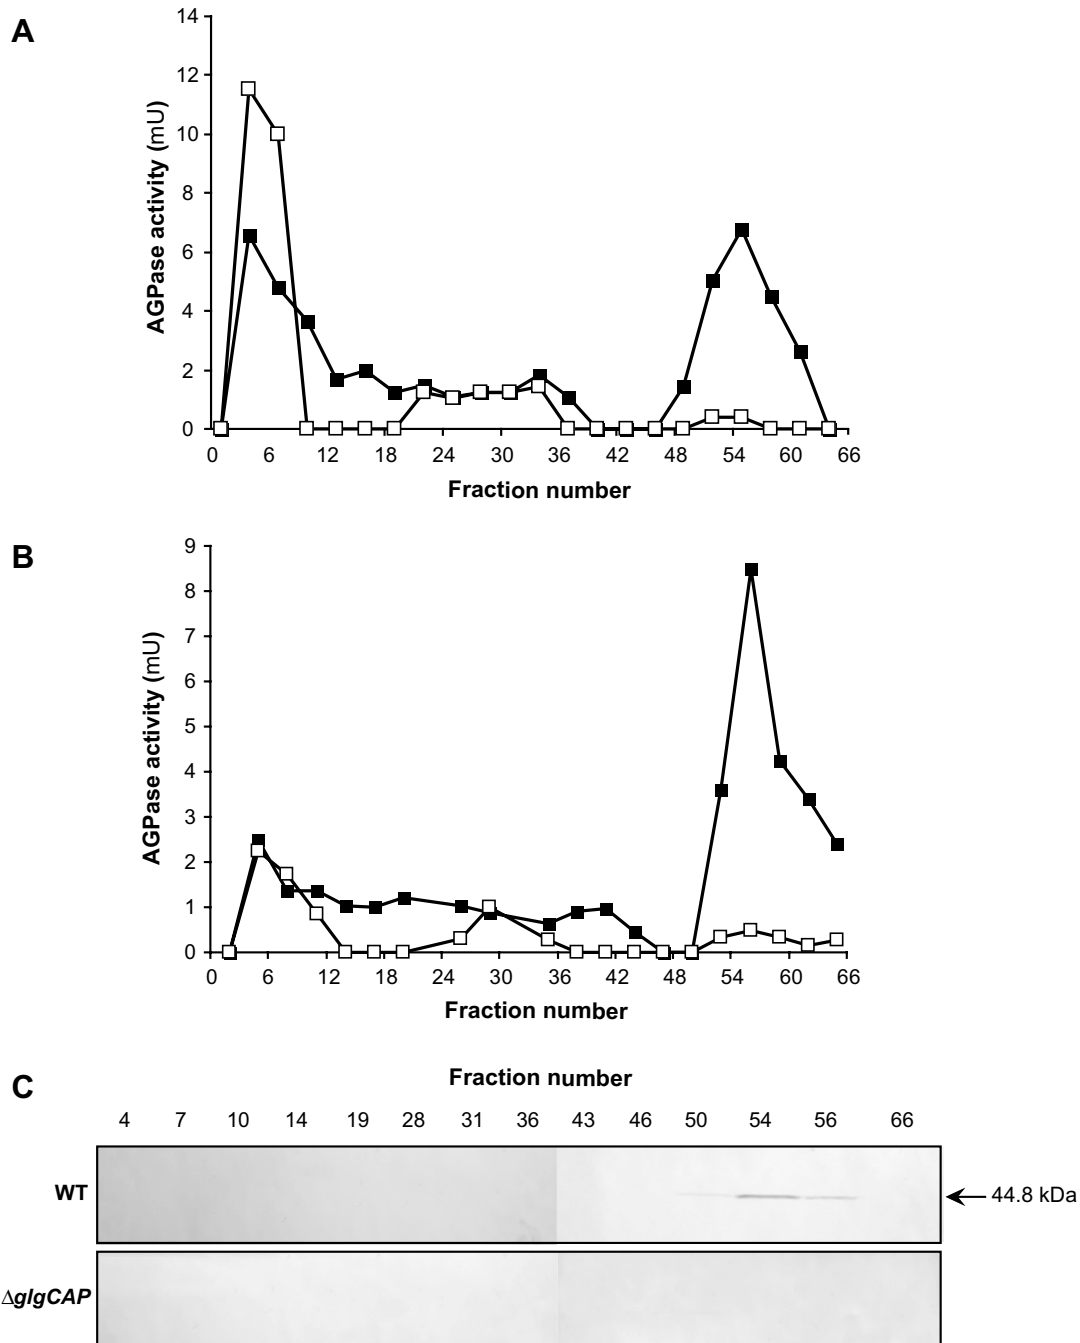 A
14
12
10
8
6
4
2
0
AGPase activity (mU)
0 6 12 18 24 30 36 42 48 54 60 66
Fraction number
B
9
8
7
6
5
4
3
2
1
0
AGPase activity (mU)
0 6 12 18 24 30 36 42 48 54 60 66
Fraction number
C
Fraction number
4 7 10 14 19 28 31 36 43 46 50 54 56 66
WT
44.8 kDa
ΔglgCAP